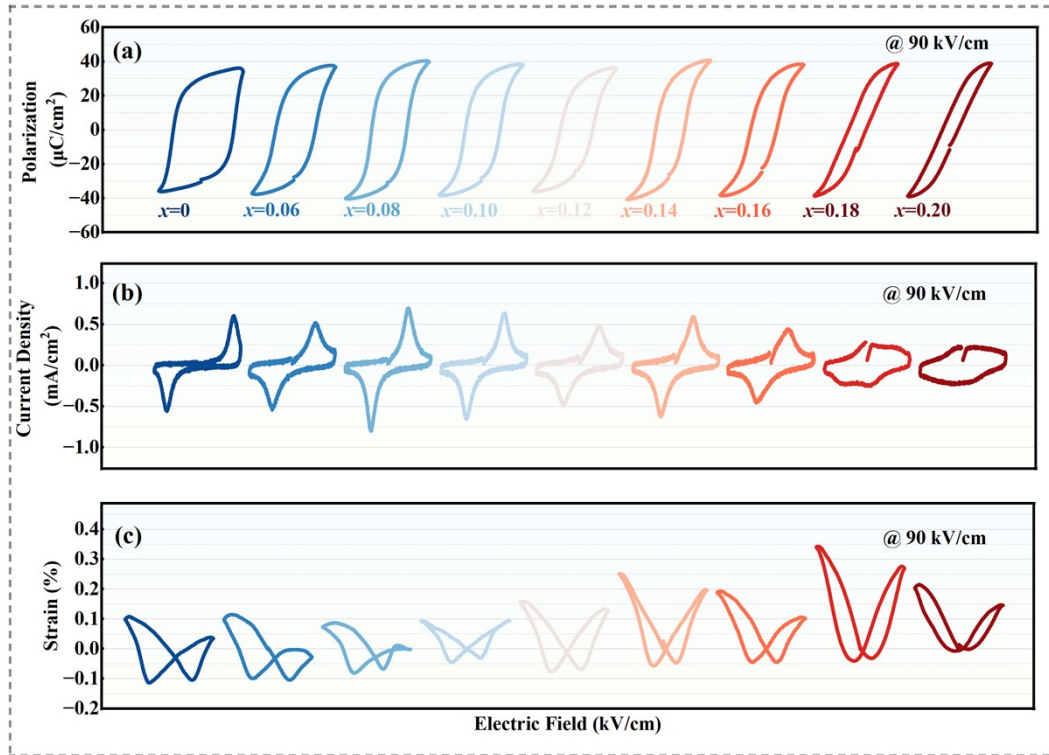 (a)
@ 90 kV/cm
Polarization
(μC/cm²)
60
40
20
0
−20
−40
−60
x=0
x=0.06
x=0.08
x=0.10
x=0.12
x=0.14
x=0.16
x=0.18
x=0.20
(b)
@ 90 kV/cm
Current Density
(mA/cm²)
1.0
0.5
0.0
−0.5
−1.0
(c)
@ 90 kV/cm
Strain (%)
0.4
0.3
0.2
0.1
0.0
−0.1
−0.2
Electric Field (kV/cm)